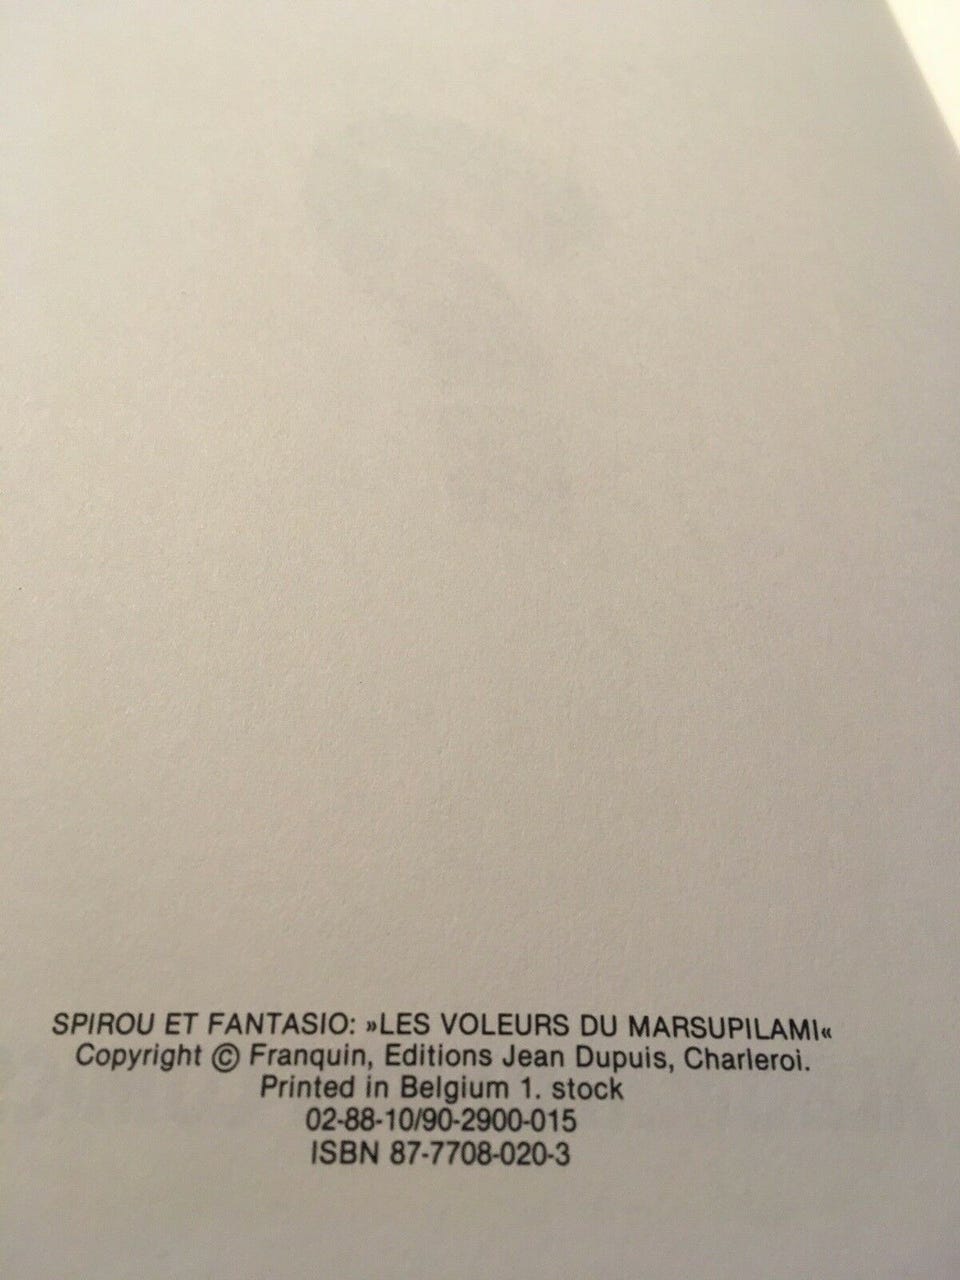 SPIROU ET FANTASIO: »LES VOLEURS DU MARSUPILAMI«
Copyright © Franquin, Editions Jean Dupuis, Charleroi.
Printed in Belgium 1. stock
02-88-10/90-2900-015
ISBN 87-7708-020-3